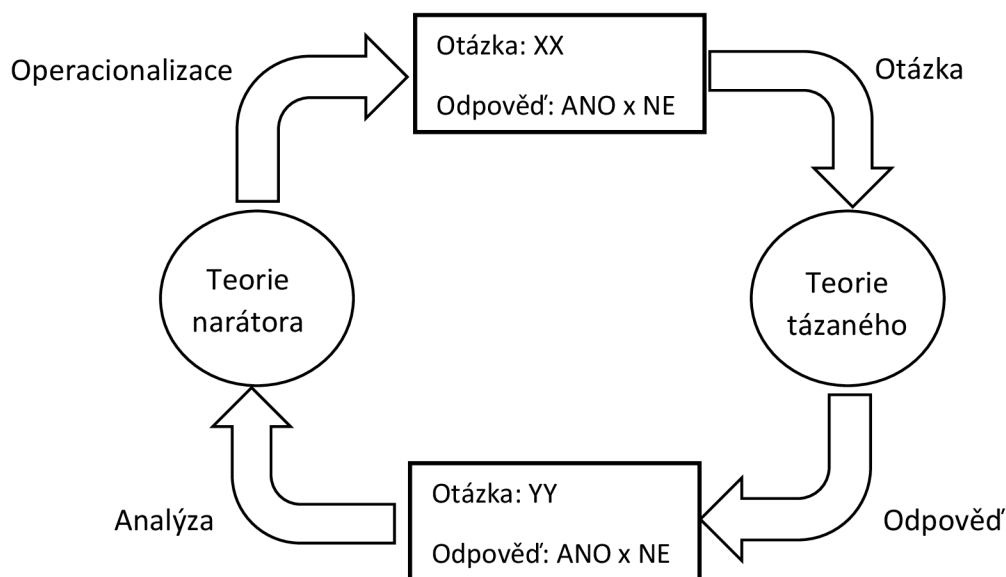 Operacionalizace
Otázka: XX
Odpověď: ANO x NE
Otázka
Teorie
narátora
Teorie
tázaného
Analýza
Otázka: YY
Odpověď: ANO x NE
Odpověď